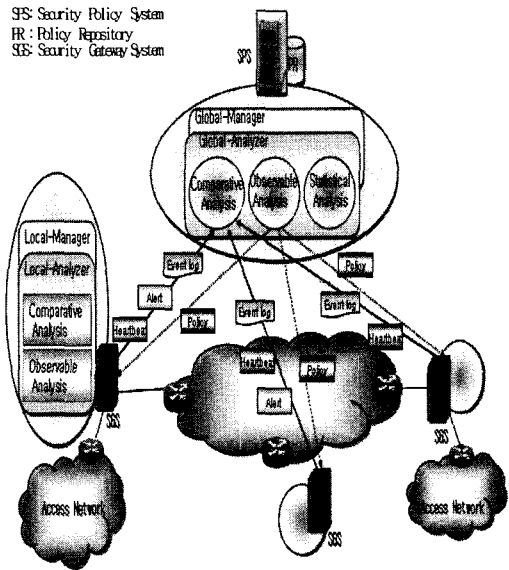 SPS: Security Policy System
PR : Policy Repository
SGS: Security Gateway System
SPS
PR
Global-Manager
Global-Analyzer
Comparative
Analysis
Observable
Analysis
Statistical
Analysis
Local-Manager
Local-Analyzer
Comparative
Analysis
Observable
Analysis
Event log
Alert
Heartbeat
Policy
Event log
Heartbeat
Alert
Policy
Policy
Event log
Heartbeat
SGS
SGS
SGS
Access Network
Access Network